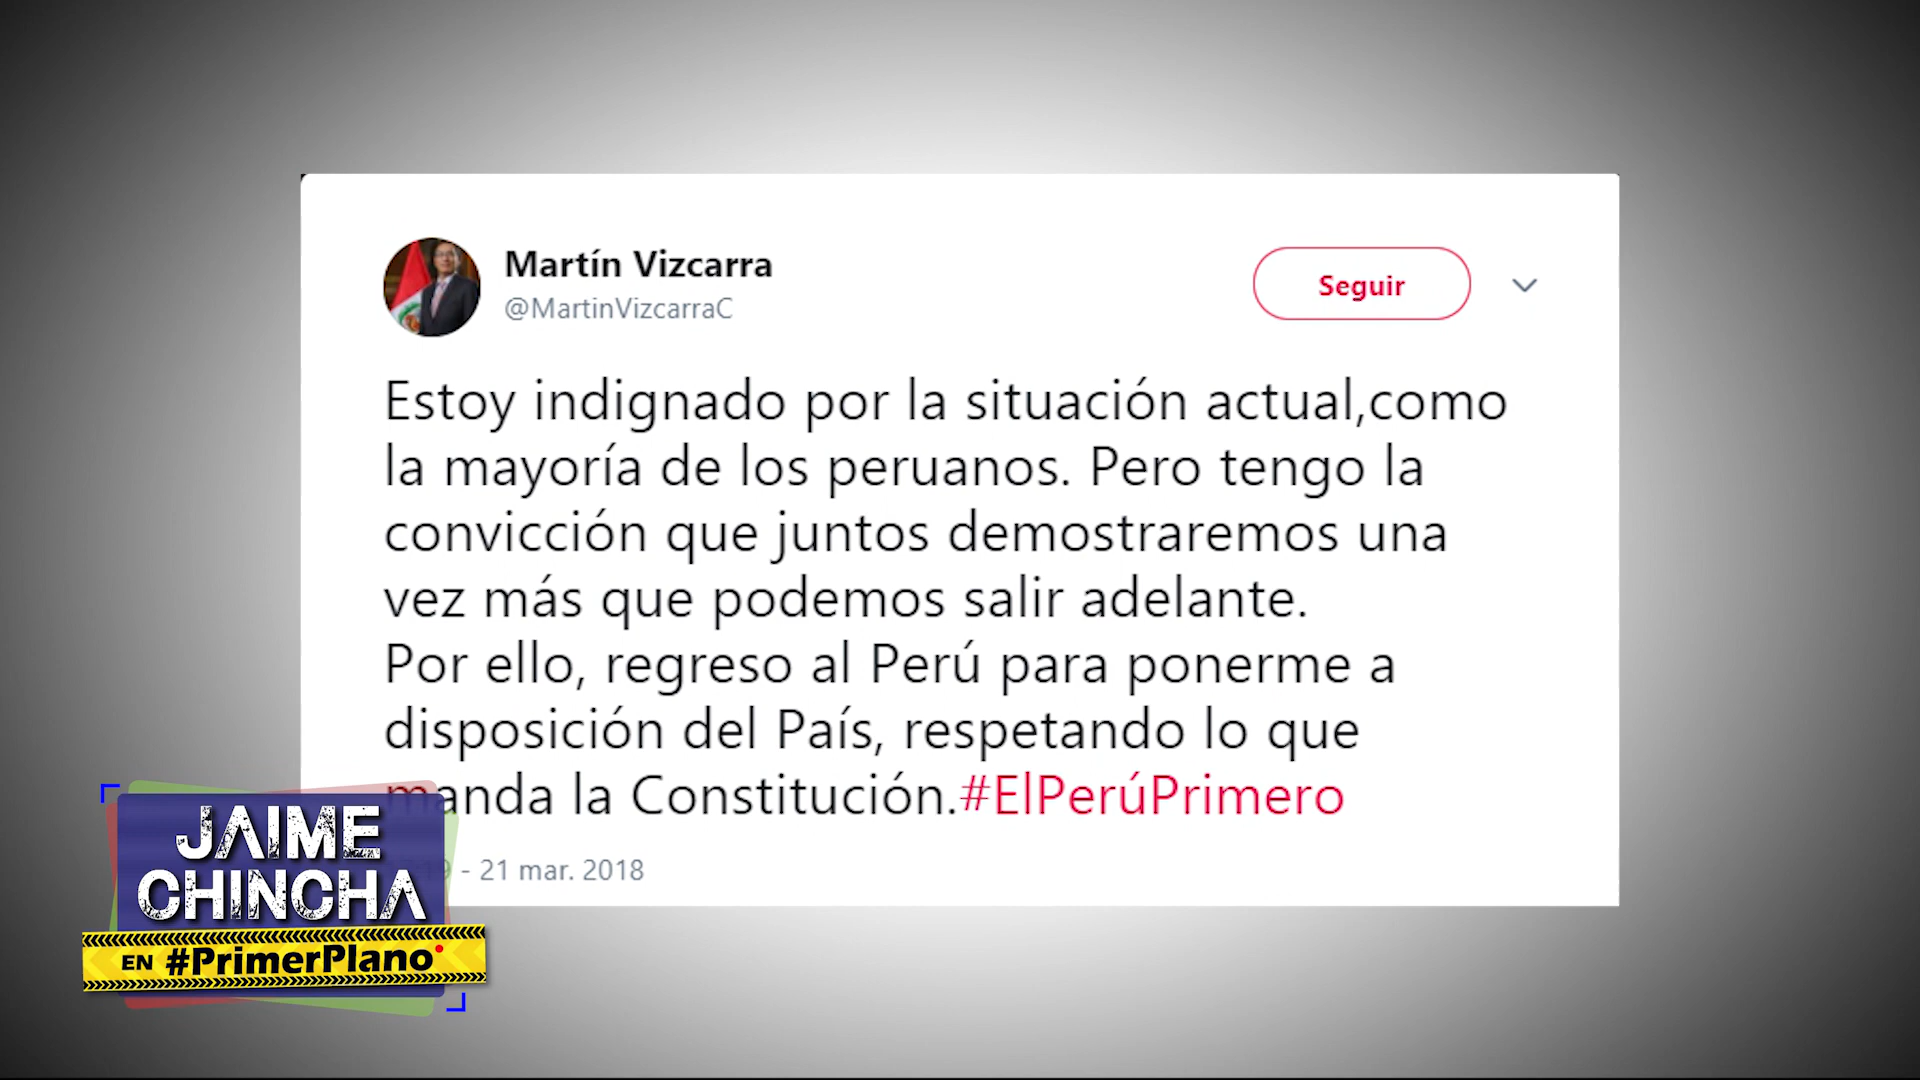 Martín Vizcarra
@MartinVizcarraC
Seguir
Estoy indignado por la situación actual,como
la mayoría de los peruanos. Pero tengo la
convicción que juntos demostraremos una
vez más que podemos salir adelante.
Por ello, regreso al Perú para ponerme a
disposición del País, respetando lo que
manda la Constitución.#ElPerúPrimero
- 21 mar. 2018
JAIME
CHINCHA
EN #PrimerPlano